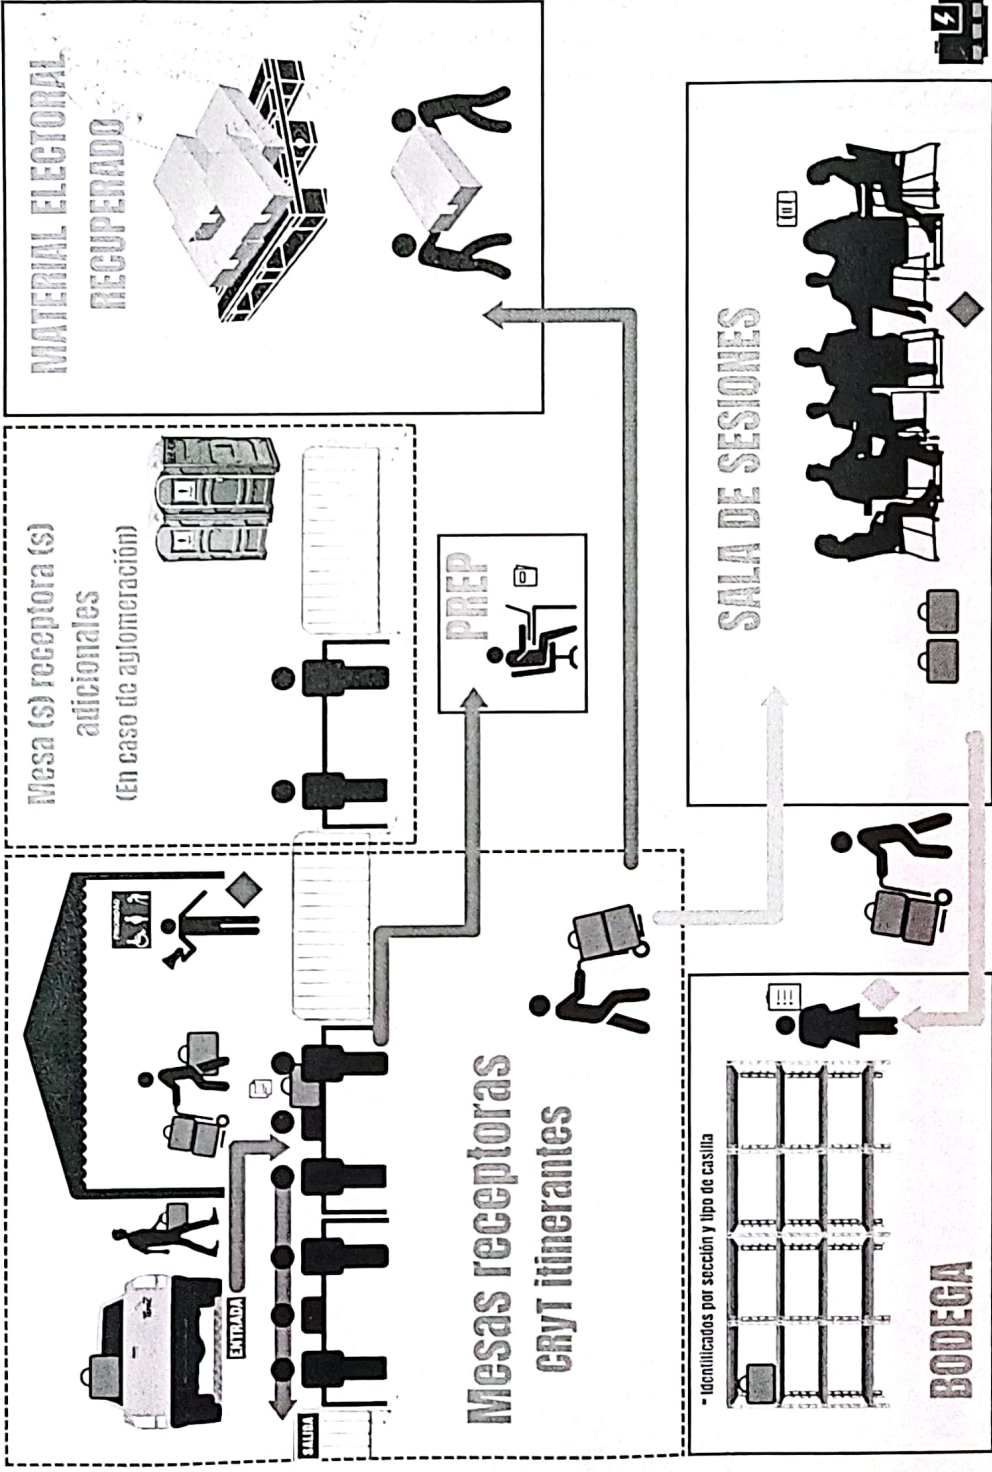 MATERIAL ELECTORAL
RECUPERADO
Mesa (s) receptora (s)
adicionales
(En caso de aglomeración)
PREP
ENTRADA
SALIDA
Mesas receptoras
CRyT itinerantes
SALA DE SESIONES
- Identificados por sección y tipo de casilla
BODEGA